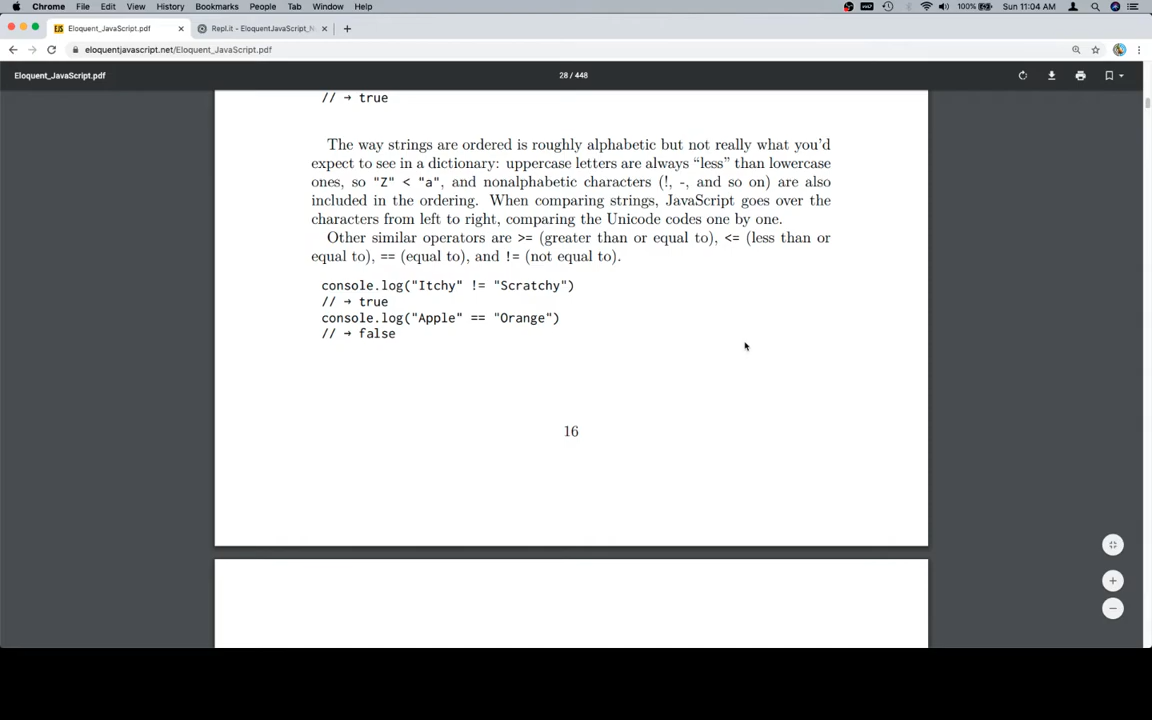 Chrome File Edit View History Bookmarks People Tab Window Help 100% Sun 11:04 AM
Eloquent_JavaScript.pdf × Repl.it - EloquentJavaScript_N × +
eloquentjavascript.net/Eloquent_JavaScript.pdf
Eloquent_JavaScript.pdf 28 / 448
// → true
The way strings are ordered is roughly alphabetic but not really what you'd
expect to see in a dictionary: uppercase letters are always “less” than lowercase
ones, so "Z" < "a", and nonalphabetic characters (!, -, and so on) are also
included in the ordering. When comparing strings, JavaScript goes over the
characters from left to right, comparing the Unicode codes one by one.
Other similar operators are >= (greater than or equal to), <= (less than or
equal to), == (equal to), and != (not equal to).
console.log("Itchy" != "Scratchy")
// → true
console.log("Apple" == "Orange")
// → false
16